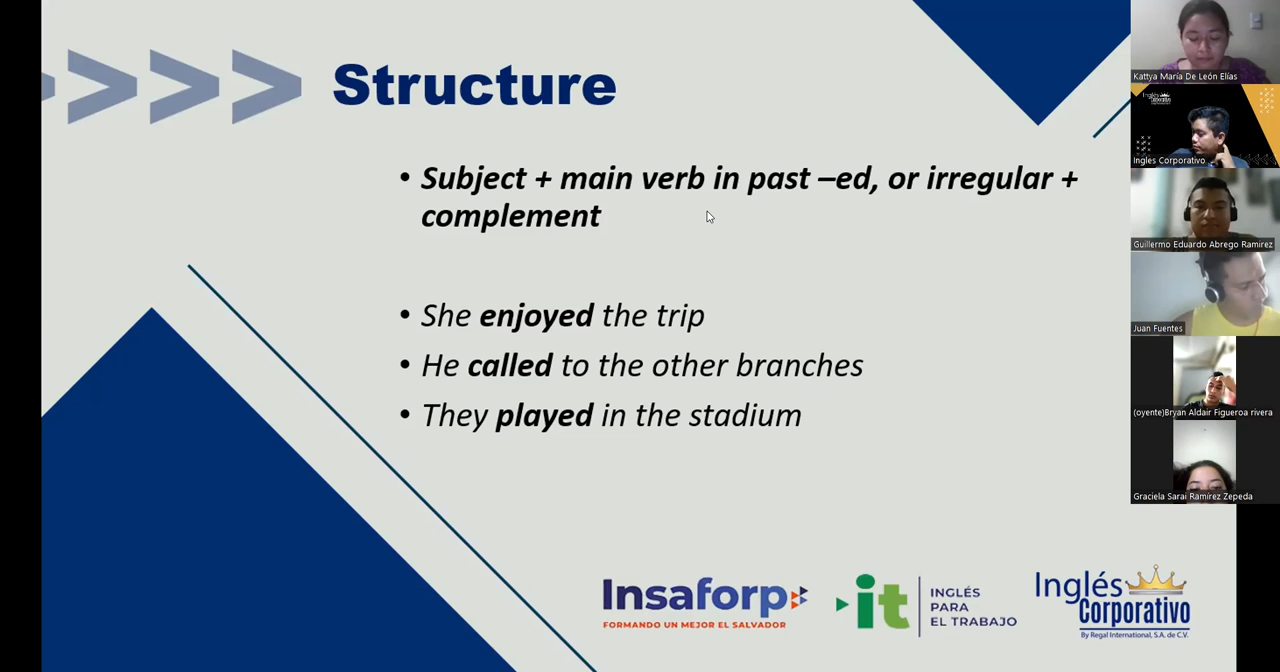 Structure
• Subject + main verb in past –ed, or irregular +
complement
• She enjoyed the trip
• He called to the other branches
• They played in the stadium
Insaforp
FORMANDO UN MEJOR EL SALVADOR
it
INGLÉS
PARA
EL TRABAJO
Inglés
Corporativo
By Regal International, S.A. de C.V.
Kattya María De León Elías
Inglés Corporativo
Ingles Corporativo
Guillermo Eduardo Abrego Ramirez
Juan Fuentes
(oyente)Bryan Aldair Figueroa rivera
Graciela Sarai Ramírez Zepeda